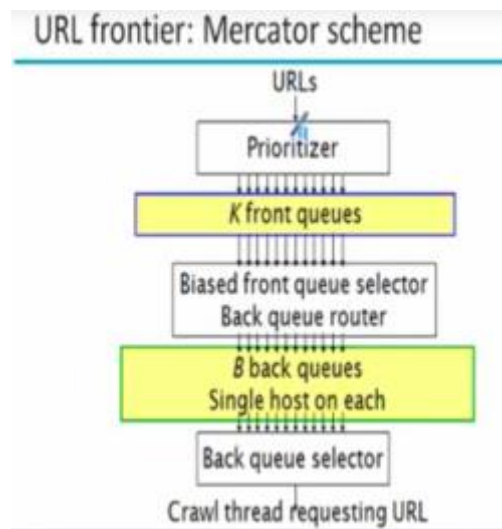 URL frontier: Mercator scheme
URLs
Prioritizer
K front queues
Biased front queue selector
Back queue router
B back queues
Single host on each
Back queue selector
Crawl thread requesting URL